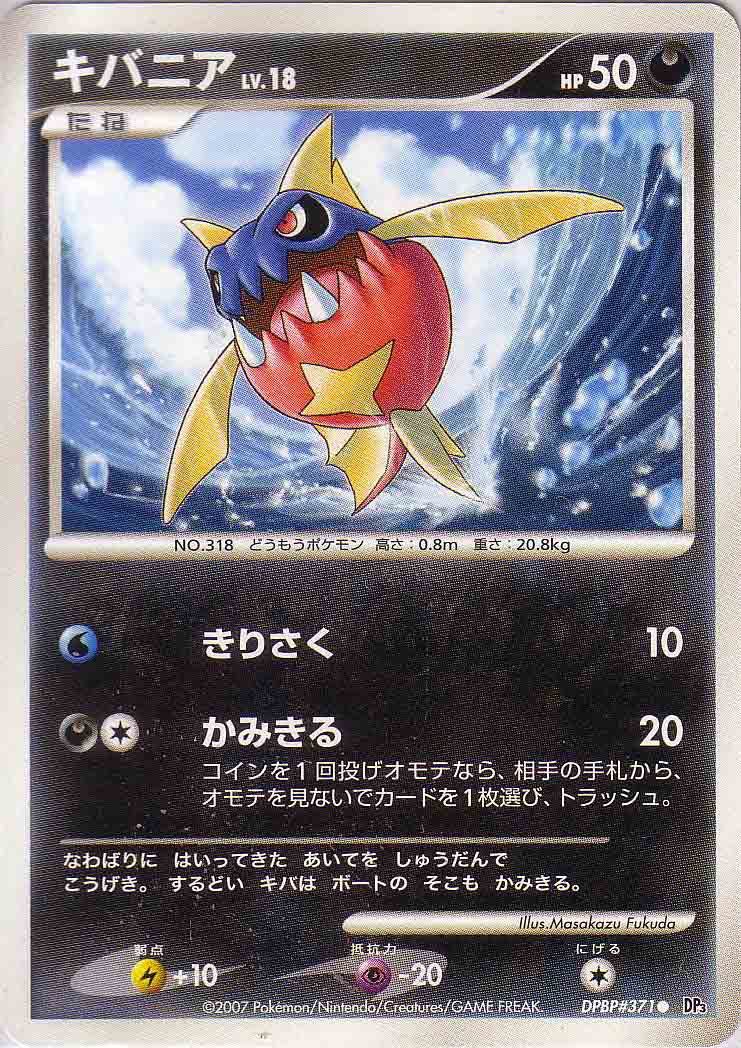 キバニア LV.18 HP 50
たね
NO.318 どうもうポケモン 高さ:0.8m 重さ:20.8kg
きりさく 10
かみきる 20
コインを1回投げオモテなら、相手の手札から、
オモテを見ないでカードを1枚選び、トラッシュ。
なわばりに はいってきた あいてを しゅうだんで
こうげき。 するどい キバは ボートの そこも かみきる。
Illus.Masakazu Fukuda
弱点 抵抗力 にげる
+10 -20
©2007 Pokémon/Nintendo/Creatures/GAME FREAK. DPBP#371 DP3